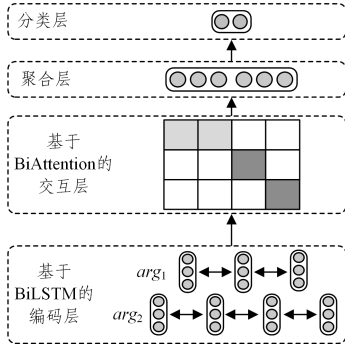 分类层
聚合层
基于
BiAttention的
交互层
基于
BiLSTM的
编码层
arg₁
arg₂